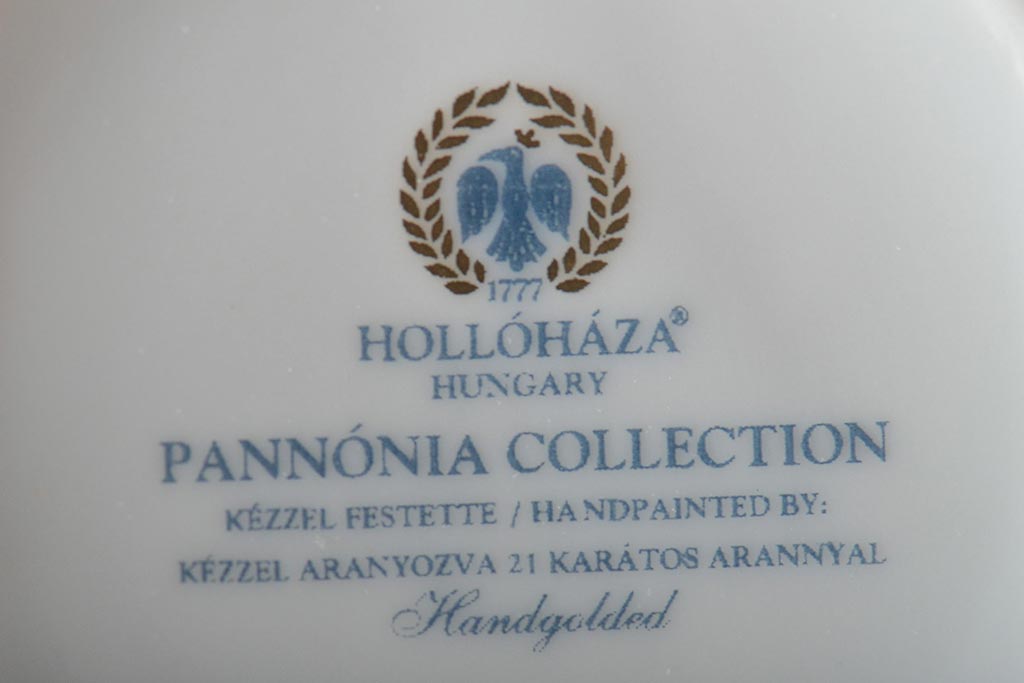 1777
HOLLÓHÁZA®
HUNGARY
PANNÓNIA COLLECTION
KÉZZEL FESTETTE / HANDPAINTED BY:
KÉZZEL ARANYOZVA 21 KARÁTOS ARANNYAL
Handgolded